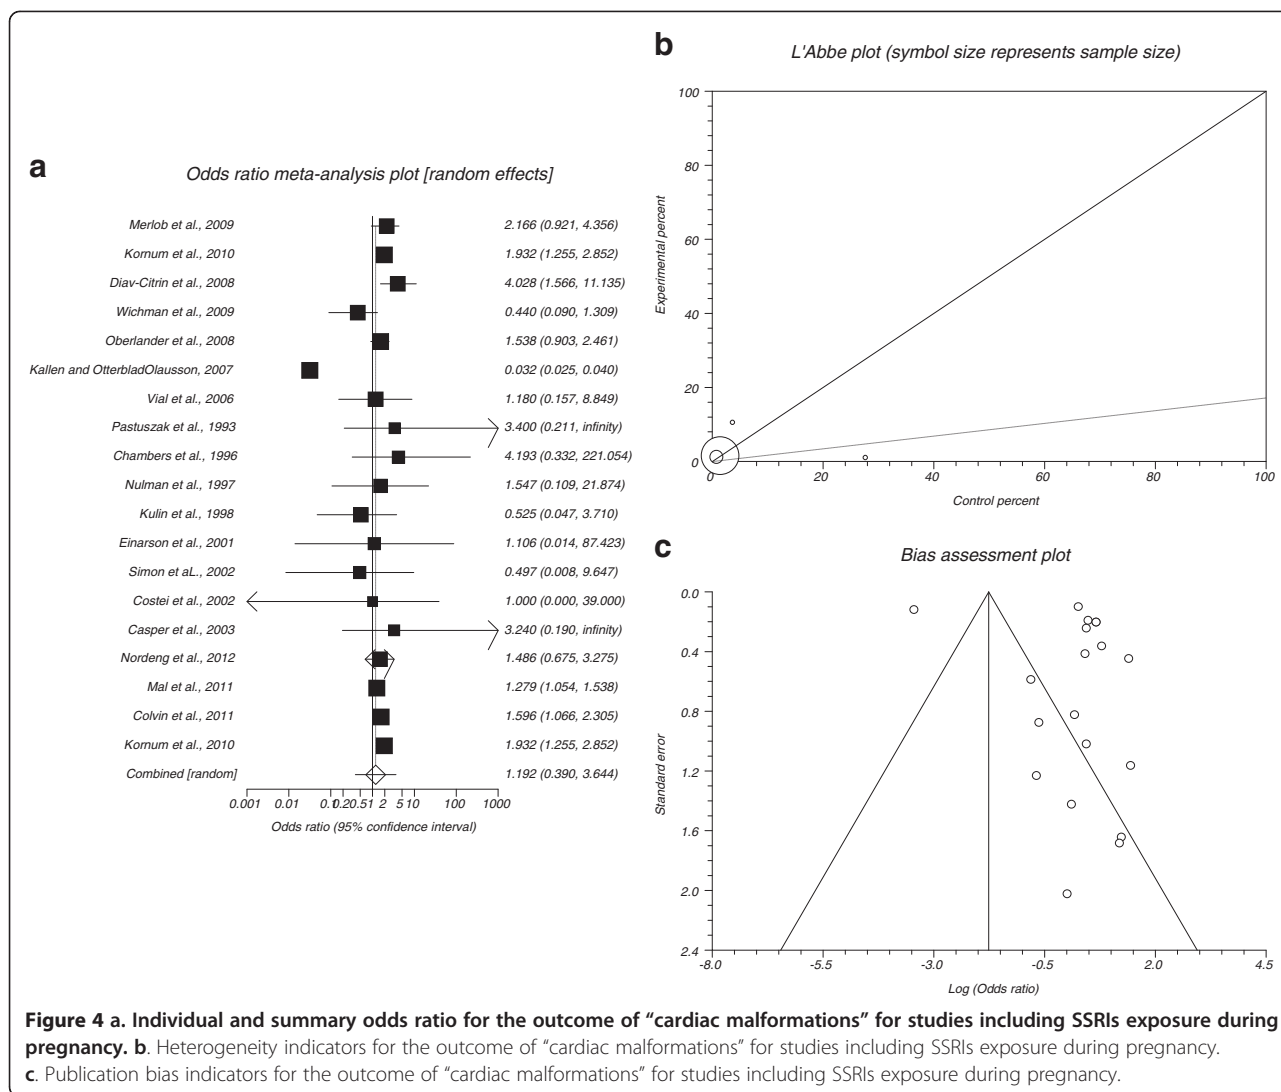 a
Odds ratio meta-analysis plot [random effects]
Merlob et al., 2009 2.166 (0.921, 4.356)
Kornum et al., 2010 1.932 (1.255, 2.852)
Diav-Citrin et al., 2008 4.028 (1.566, 11.135)
Wichman et al., 2009 0.440 (0.090, 1.309)
Oberlander et al., 2008 1.538 (0.903, 2.461)
Kallen and OtterbladOlausson, 2007 0.032 (0.025, 0.040)
Vial et al., 2006 1.180 (0.157, 8.849)
Pastuszak et al., 1993 3.400 (0.211, infinity)
Chambers et al., 1996 4.193 (0.332, 221.054)
Nulman et al., 1997 1.547 (0.109, 21.874)
Kulin et al., 1998 0.525 (0.047, 3.710)
Einarson et al., 2001 1.106 (0.014, 87.423)
Simon et aL., 2002 0.497 (0.008, 9.647)
Costei et al., 2002 1.000 (0.000, 39.000)
Casper et al., 2003 3.240 (0.190, infinity)
Nordeng et al., 2012 1.486 (0.675, 3.275)
Mal et al., 2011 1.279 (1.054, 1.538)
Colvin et al., 2011 1.596 (1.066, 2.305)
Kornum et al., 2010 1.932 (1.255, 2.852)
Combined [random] 1.192 (0.390, 3.644)
0.001 0.01 0.1 0.2 0.5 1 2 5 10 100 1000
Odds ratio (95% confidence interval)
b
L'Abbe plot (symbol size represents sample size)
Experimental percent
100
80
60
40
20
0
0 20 40 60 80 100
Control percent
c
Bias assessment plot
Standard error
0.0
0.4
0.8
1.2
1.6
2.0
2.4
-8.0 -5.5 -3.0 -0.5 2.0 4.5
Log (Odds ratio)
Figure 4 a. Individual and summary odds ratio for the outcome of “cardiac malformations” for studies including SSRIs exposure during
pregnancy. b. Heterogeneity indicators for the outcome of “cardiac malformations” for studies including SSRIs exposure during pregnancy.
c. Publication bias indicators for the outcome of “cardiac malformations” for studies including SSRIs exposure during pregnancy.